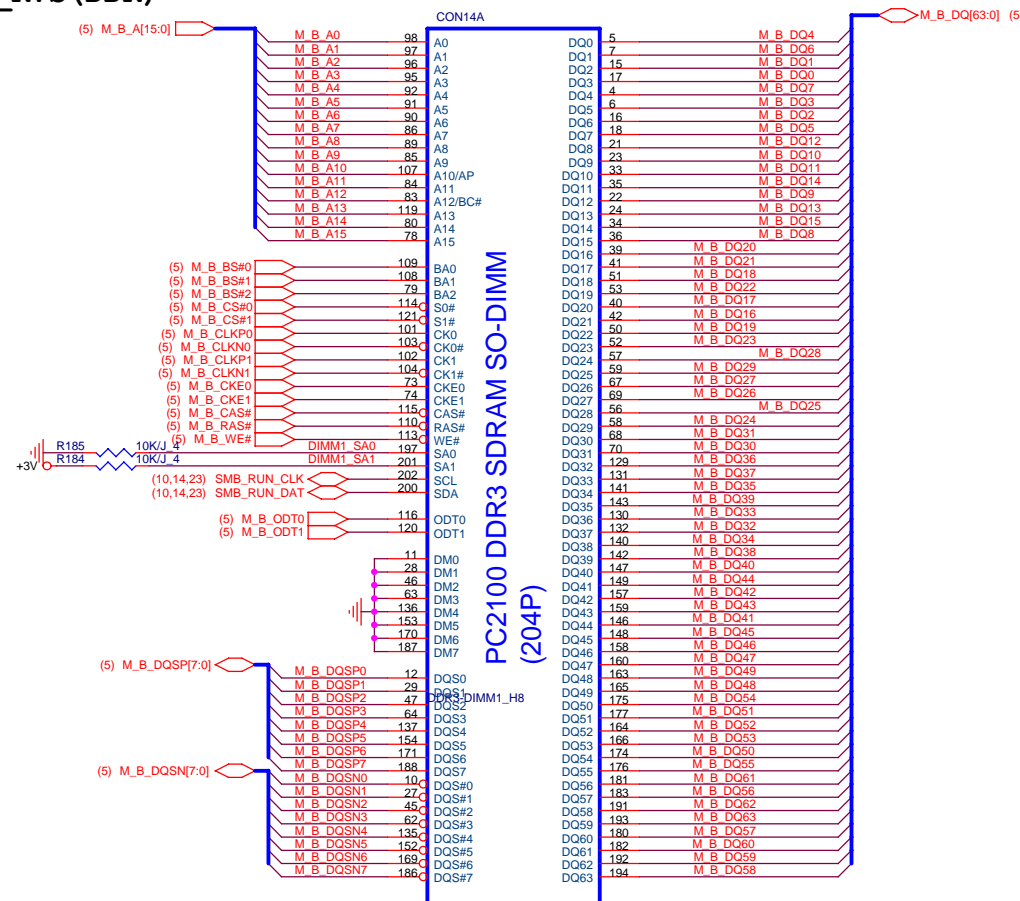 CON14A
(5) M_B_A[15:0]
M_B_A0 98 A0
M_B_A1 97 A1
M_B_A2 96 A2
M_B_A3 95 A3
M_B_A4 92 A4
M_B_A5 91 A5
M_B_A6 90 A6
M_B_A7 86 A7
M_B_A8 89 A8
M_B_A9 85 A9
M_B_A10 107 A10/AP
M_B_A11 84 A11
M_B_A12 83 A12/BC#
M_B_A13 119 A13
M_B_A14 80 A14
M_B_A15 78 A15
(5) M_B_BS#0 109 BA0
(5) M_B_BS#1 108 BA1
(5) M_B_BS#2 79 BA2
(5) M_B_CS#0 114 S0#
(5) M_B_CS#1 121 S1#
(5) M_B_CLKP0 101 CK0
(5) M_B_CLKN0 103 CK0#
(5) M_B_CLKP1 102 CK1
(5) M_B_CLKN1 104 CK1#
(5) M_B_CKE0 73 CKE0
(5) M_B_CKE1 74 CKE1
(5) M_B_CAS# 115 CAS#
(5) M_B_RAS# 110 RAS#
(5) M_B_WE# 113 WE#
R185 10K/J_4 DIMM1_SA0 197 SA0
+3V R184 10K/J_4 DIMM1_SA1 201 SA1
(10,14,23) SMB_RUN_CLK 202 SCL
(10,14,23) SMB_RUN_DAT 200 SDA
(5) M_B_ODT0 116 ODT0
(5) M_B_ODT1 120 ODT1
11 DM0
28 DM1
46 DM2
63 DM3
136 DM4
153 DM5
170 DM6
187 DM7
(5) M_B_DQSP[7:0]
M_B_DQSP0 12 DQS0
M_B_DQSP1 29 DQS1
M_B_DQSP2 47 DQS2
M_B_DQSP3 64 DQS3
M_B_DQSP4 137 DQS4
M_B_DQSP5 154 DQS5
M_B_DQSP6 171 DQS6
M_B_DQSP7 188 DQS7
(5) M_B_DQSN[7:0]
M_B_DQSN0 10 DQS#0
M_B_DQSN1 27 DQS#1
M_B_DQSN2 45 DQS#2
M_B_DQSN3 62 DQS#3
M_B_DQSN4 135 DQS#4
M_B_DQSN5 152 DQS#5
M_B_DQSN6 169 DQS#6
M_B_DQSN7 186 DQS#7
DDR3-DIMM1_H8
PC2100 DDR3 SDRAM SO-DIMM
(204P)
M_B_DQ[63:0] (5
DQ0 5 M_B_DQ4
DQ1 7 M_B_DQ6
DQ2 15 M_B_DQ1
DQ3 17 M_B_DQ0
DQ4 4 M_B_DQ7
DQ5 6 M_B_DQ3
DQ6 16 M_B_DQ2
DQ7 18 M_B_DQ5
DQ8 21 M_B_DQ12
DQ9 23 M_B_DQ10
DQ10 33 M_B_DQ11
DQ11 35 M_B_DQ14
DQ12 22 M_B_DQ9
DQ13 24 M_B_DQ13
DQ14 34 M_B_DQ15
DQ15 36 M_B_DQ8
DQ16 39 M_B_DQ20
DQ17 41 M_B_DQ21
DQ18 51 M_B_DQ18
DQ19 53 M_B_DQ22
DQ20 40 M_B_DQ17
DQ21 42 M_B_DQ16
DQ22 50 M_B_DQ19
DQ23 52 M_B_DQ23
DQ24 57 M_B_DQ28
DQ25 59 M_B_DQ29
DQ26 67 M_B_DQ27
DQ27 69 M_B_DQ26
DQ28 56 M_B_DQ25
DQ29 58 M_B_DQ24
DQ30 68 M_B_DQ31
DQ31 70 M_B_DQ30
DQ32 129 M_B_DQ36
DQ33 131 M_B_DQ37
DQ34 141 M_B_DQ35
DQ35 143 M_B_DQ39
DQ36 130 M_B_DQ33
DQ37 132 M_B_DQ32
DQ38 140 M_B_DQ34
DQ39 142 M_B_DQ38
DQ40 147 M_B_DQ40
DQ41 149 M_B_DQ44
DQ42 157 M_B_DQ42
DQ43 159 M_B_DQ43
DQ44 146 M_B_DQ41
DQ45 148 M_B_DQ45
DQ46 158 M_B_DQ46
DQ47 160 M_B_DQ47
DQ48 163 M_B_DQ49
DQ49 165 M_B_DQ48
DQ50 175 M_B_DQ54
DQ51 177 M_B_DQ51
DQ52 164 M_B_DQ52
DQ53 166 M_B_DQ53
DQ54 174 M_B_DQ50
DQ55 176 M_B_DQ55
DQ56 181 M_B_DQ61
DQ57 183 M_B_DQ56
DQ58 191 M_B_DQ62
DQ59 193 M_B_DQ63
DQ60 180 M_B_DQ57
DQ61 182 M_B_DQ60
DQ62 192 M_B_DQ59
DQ63 194 M_B_DQ58